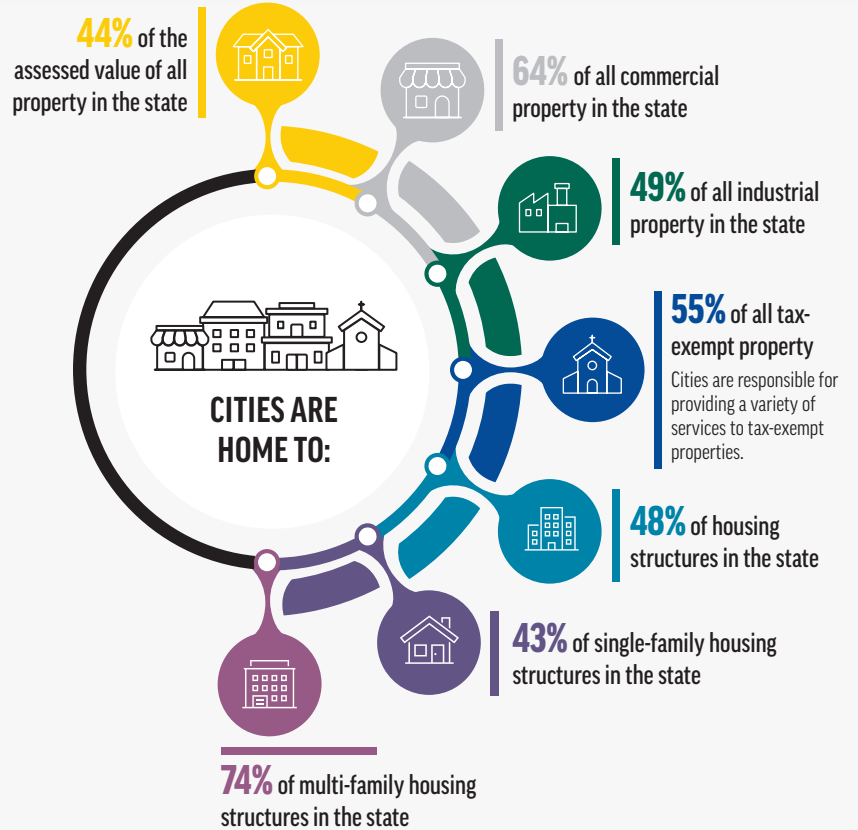 44% of the
assessed value of all
property in the state
64% of all commercial
property in the state
49% of all industrial
property in the state
55% of all tax-
exempt property
Cities are responsible for
providing a variety of
services to tax-exempt
properties.
CITIES ARE
HOME TO:
48% of housing
structures in the state
43% of single-family housing
structures in the state
74% of multi-family housing
structures in the state